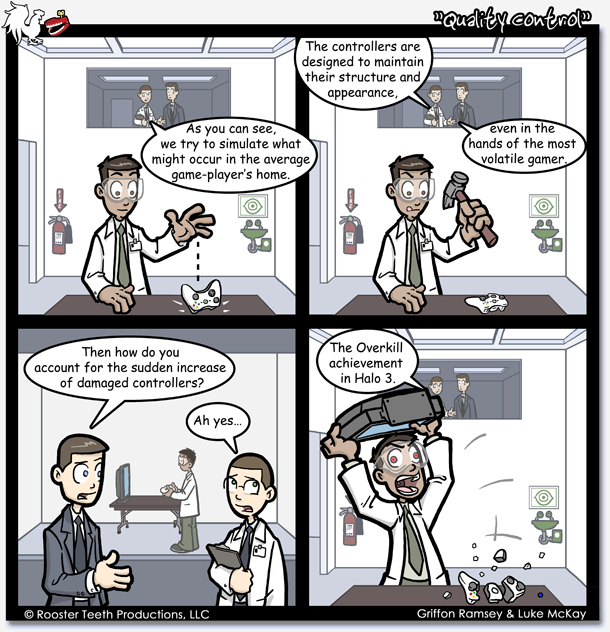 "Quality Control"
As you can see,
we try to simulate what
might occur in the average
game-player's home.
The controllers are
designed to maintain
their structure and
appearance,
even in the
hands of the most
volatile gamer.
Then how do you
account for the sudden increase
of damaged controllers?
Ah yes...
The Overkill
achievement
in Halo 3.
© Rooster Teeth Productions, LLC
Griffon Ramsey & Luke McKay